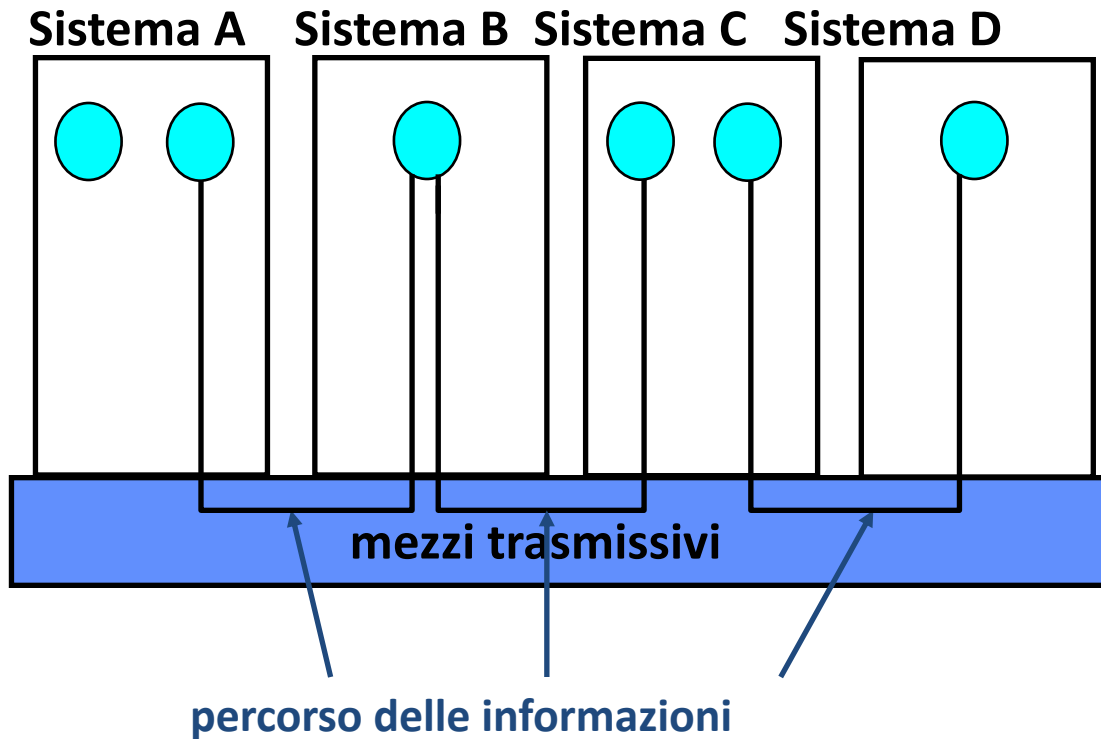 Sistema A Sistema B Sistema C Sistema D
mezzi trasmissivi
percorso delle informazioni